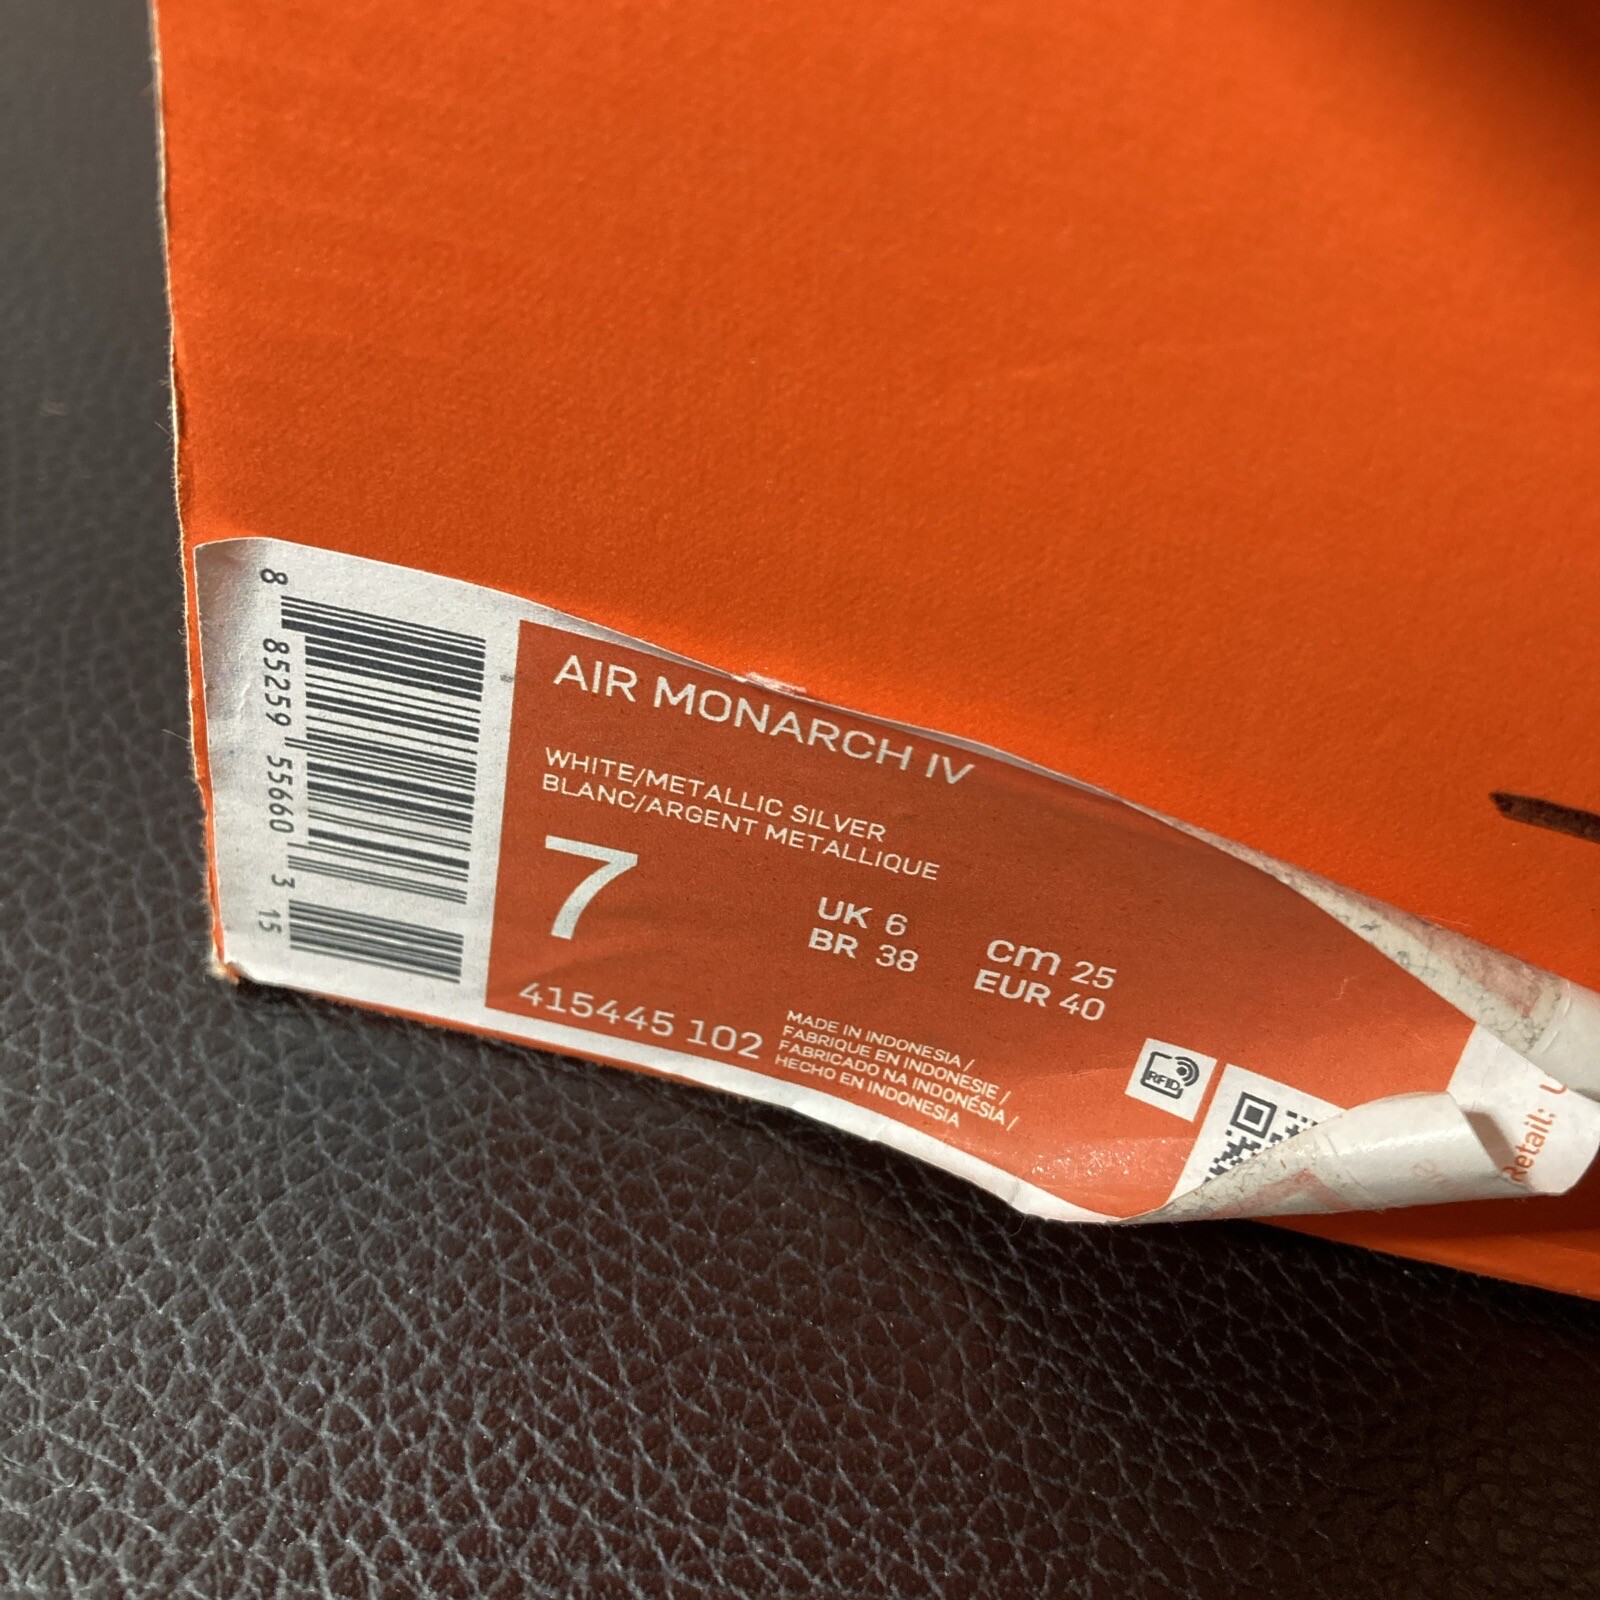 8 85259 55660 3 15
AIR MONARCH IV
WHITE/METALLIC SILVER
BLANC/ARGENT METALLIQUE
7
UK 6
BR 38
cm 25
EUR 40
415445 102
MADE IN INDONESIA /
FABRIQUE EN INDONESIE /
FABRICADO NA INDONÉSIA /
HECHO EN INDONESIA
RFID
Retail: